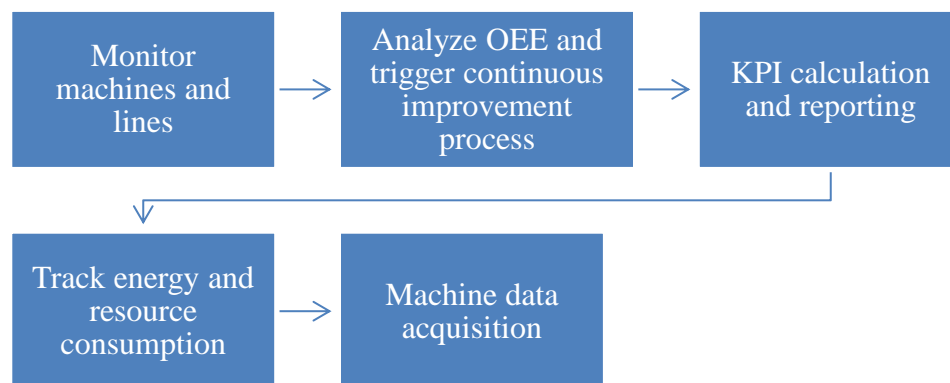 Monitor
machines and
lines
Analyze OEE and
trigger continuous
improvement
process
KPI calculation
and reporting
Track energy and
resource
consumption
Machine data
acquisition